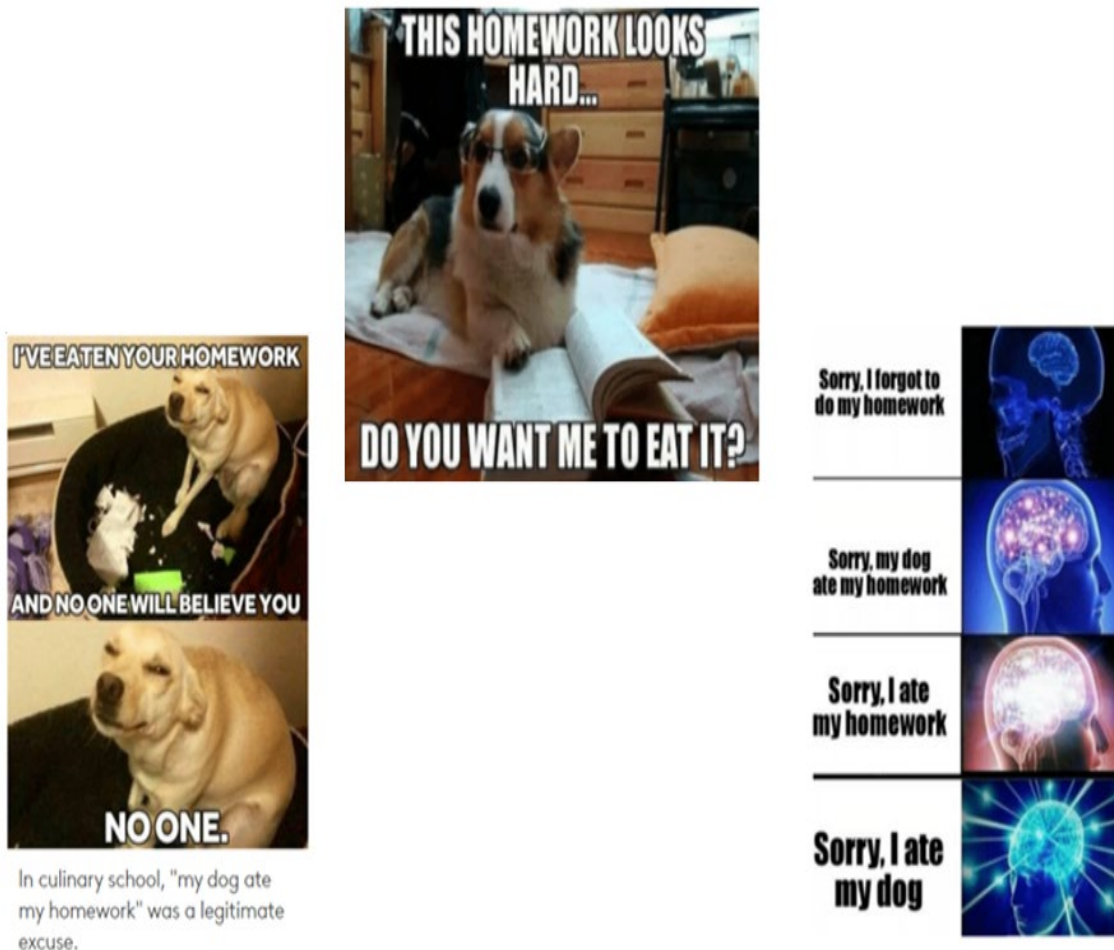 THIS HOMEWORK LOOKS
HARD...
DO YOU WANT ME TO EAT IT?
I'VE EATEN YOUR HOMEWORK
AND NO ONE WILL BELIEVE YOU
NO ONE.
In culinary school, "my dog ate
my homework" was a legitimate
excuse.
Sorry, I forgot to
do my homework
Sorry, my dog
ate my homework
Sorry, I ate
my homework
Sorry, I ate
my dog